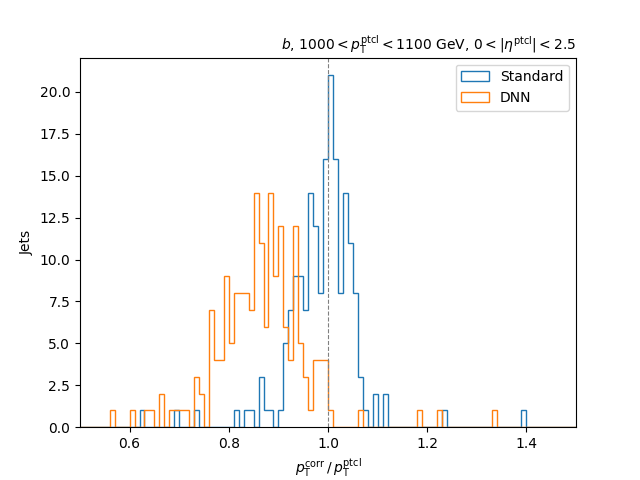 b, 1000 < p_T^ptcl < 1100 GeV, 0 < |η^ptcl| < 2.5
Standard
DNN
Jets
20.0
17.5
15.0
12.5
10.0
7.5
5.0
2.5
0.0
0.6 0.8 1.0 1.2 1.4
p_T^corr / p_T^ptcl